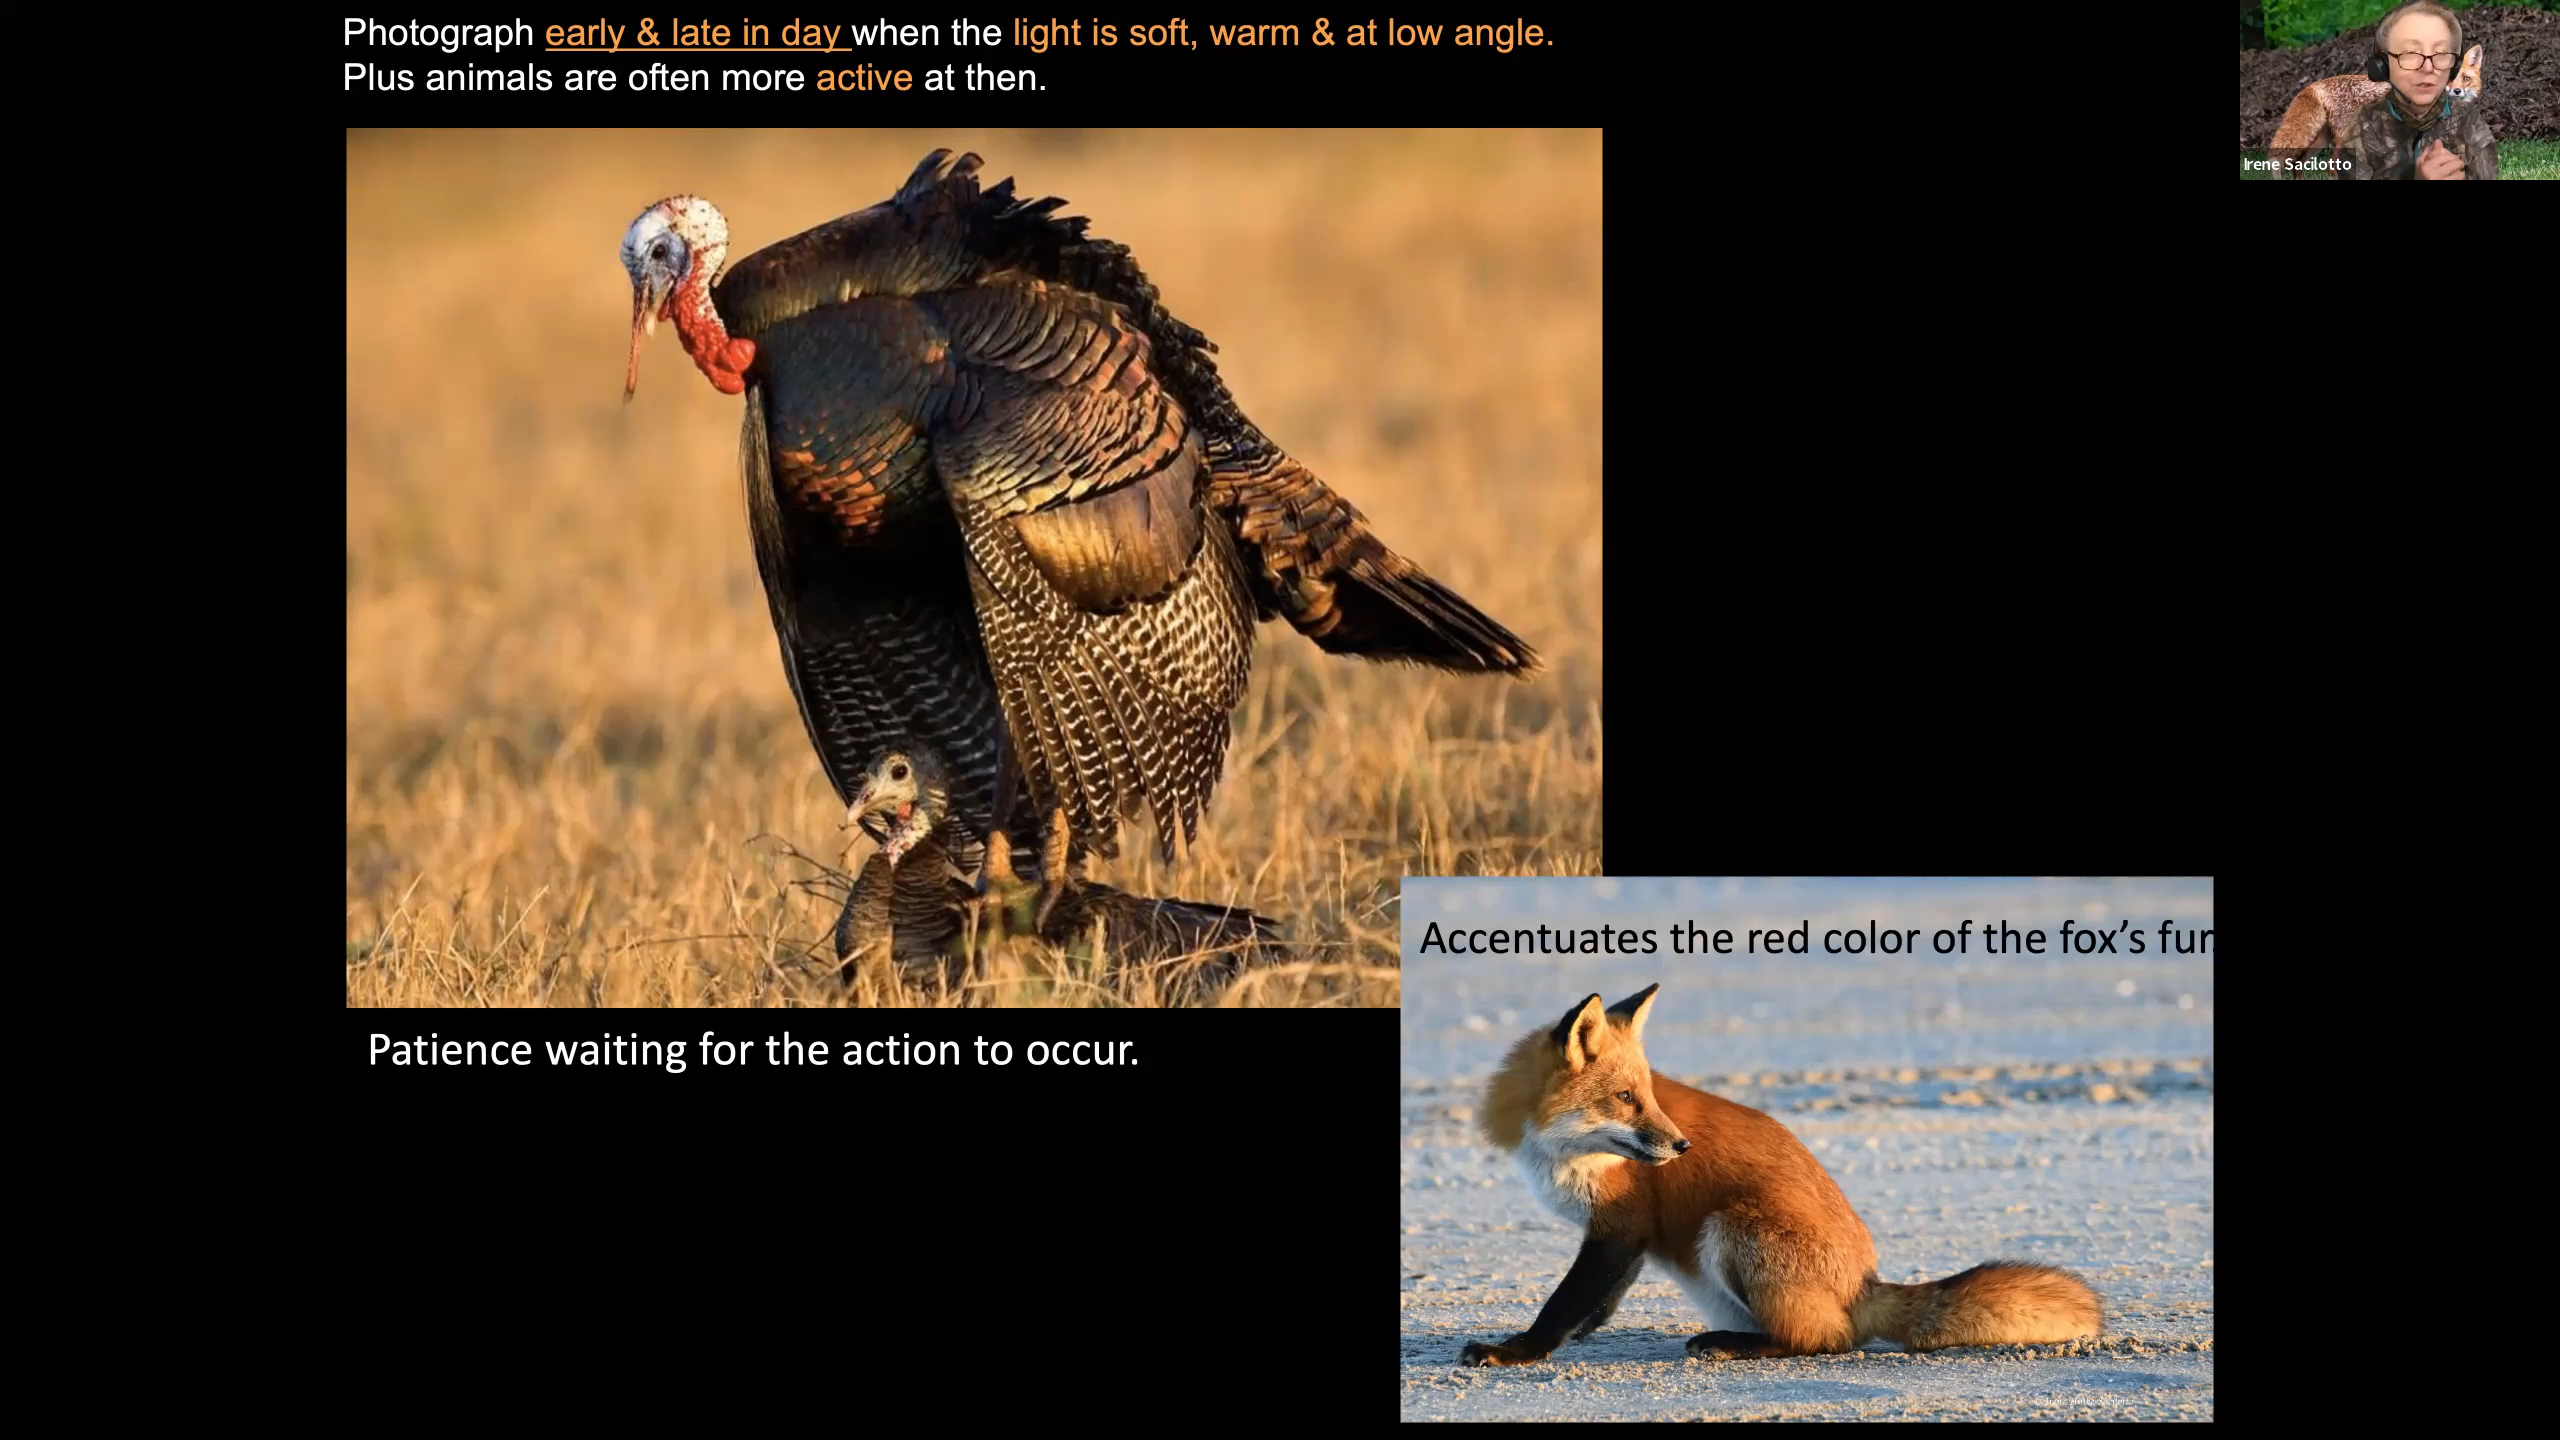 Photograph early & late in day when the light is soft, warm & at low angle.
Plus animals are often more active at then.
Irene Sacilotto
Accentuates the red color of the fox’s fur.
Patience waiting for the action to occur.